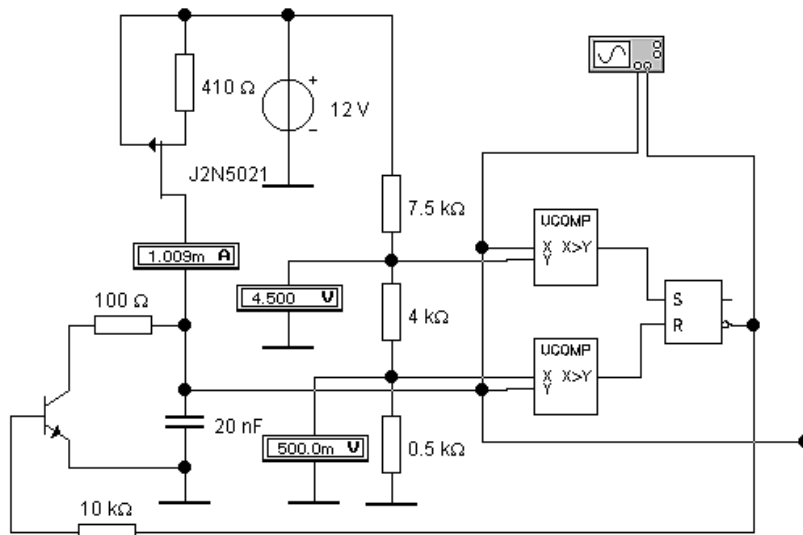 410 Ω
12 V
+
−
J2N5021
7.5 kΩ
UCOMP
X X>Y
Y
1.009m A
4.500 V
100 Ω
4 kΩ
S
R
UCOMP
X X>Y
Y
20 nF
500.0m V
0.5 kΩ
10 kΩ